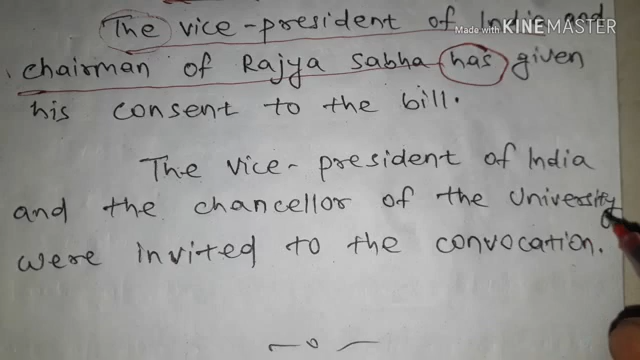 The vice-president of India and
Made with KINEMASTER
chairman of Rajya Sabha has given
his consent to the bill.
The vice-president of India
and the chancellor of the University
were invited to the convocation.